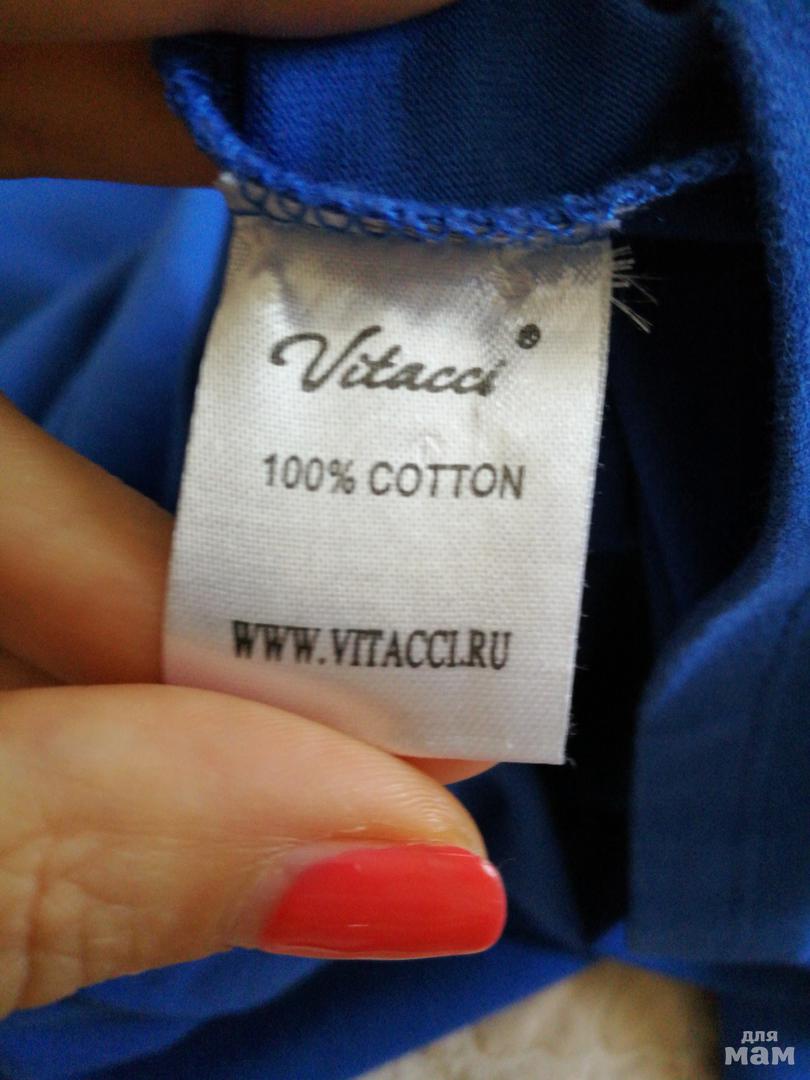 Vitacci®
100% COTTON
WWW.VITACCI.RU
для
мам